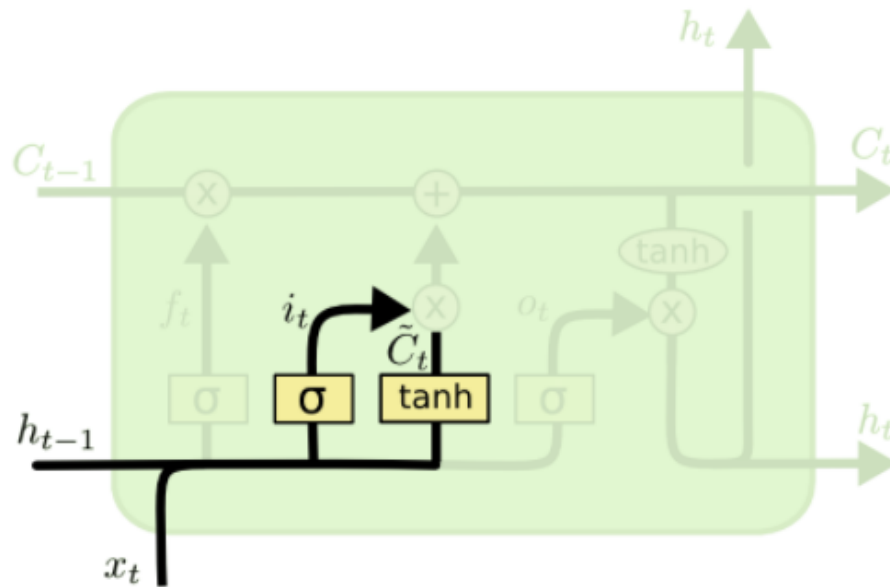 h_t
C_{t-1}
C_t
x
+
tanh
f_t
i_t
x
o_t
x
C̃_t
σ
σ
tanh
σ
h_{t-1}
h_t
x_t